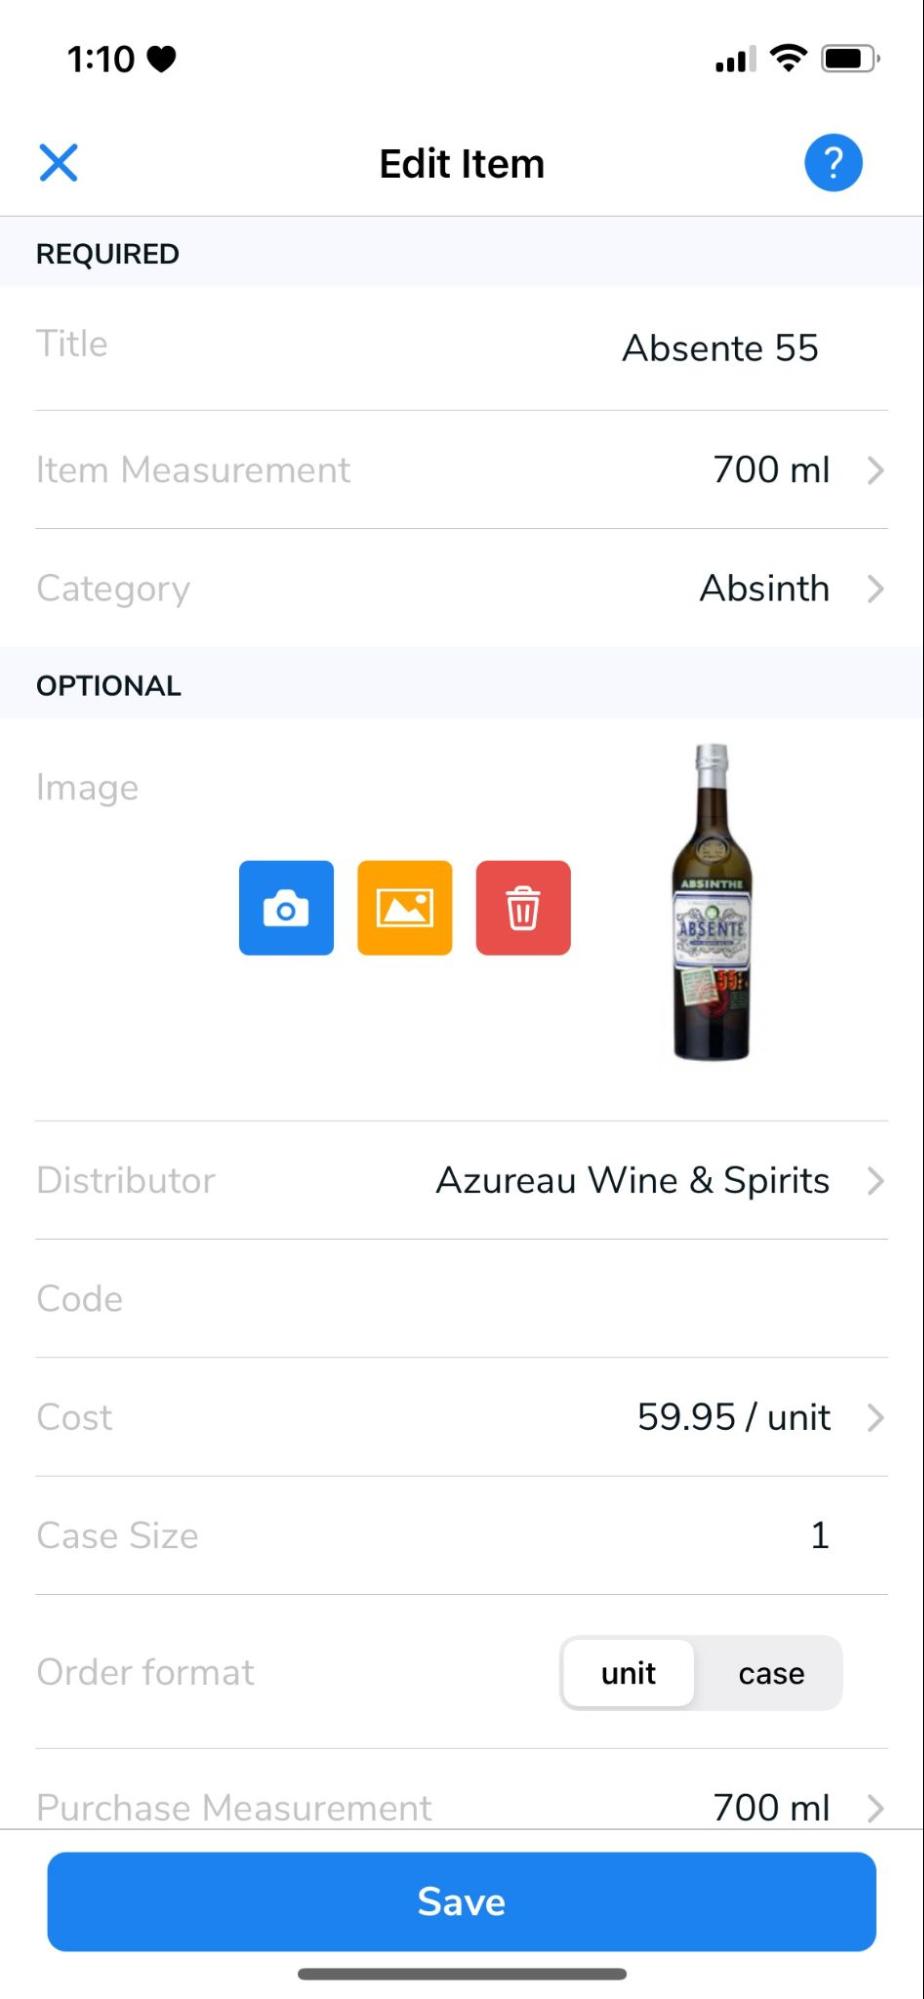 1:10
Edit Item
?
REQUIRED
Title Absente 55
Item Measurement 700 ml
Category Absinth
OPTIONAL
Image
ABSINTHE
ABSENTE
55
Distributor Azureau Wine & Spirits
Code
Cost 59.95 / unit
Case Size 1
Order format unit case
Purchase Measurement 700 ml
Save